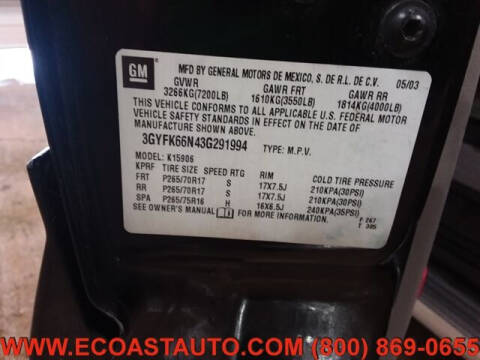 GM
MFD BY GENERAL MOTORS DE MEXICO, S. DE R.L. DE C.V. 05/03
GVWR GAWR FRT GAWR RR
3266KG(7200LB) 1610KG(3550LB) 1814KG(4000LB)
THIS VEHICLE CONFORMS TO ALL APPLICABLE U.S. FEDERAL MOTOR
VEHICLE SAFETY STANDARDS IN EFFECT ON THE DATE OF
MANUFACTURE SHOWN ABOVE.
3GYFK66N43G291994 TYPE: M.P.V.
MODEL: K15906
KPRF TIRE SIZE SPEED RTG RIM COLD TIRE PRESSURE
FRT P265/70R17 S 17X7.5J 210KPA(30PSI)
RR P265/70R17 S 17X7.5J 210KPA(30PSI)
SPA P265/75R16 H 16X6.5J 240KPA(35PSI)
SEE OWNER'S MANUAL FOR MORE INFORMATION.
F 267
T 395
WWW.ECOASTAUTO.COM (800) 869-0655